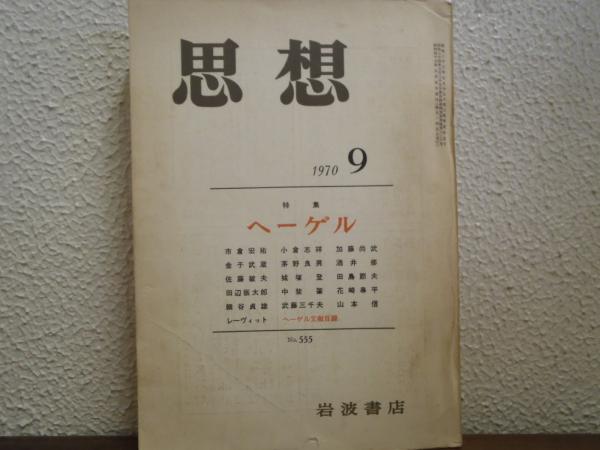 思想
1970 9
特集
ヘーゲル
市倉宏祐 小倉志祥 加藤尚武
金子武蔵 茅野良男 酒井修
佐藤敏夫 城塚登 田島節夫
田辺振太郎 中埜肇 花崎皋平
細谷貞雄 武藤三千夫 山本信
レーヴィット ヘーゲル文献目録
No. 555
岩波書店